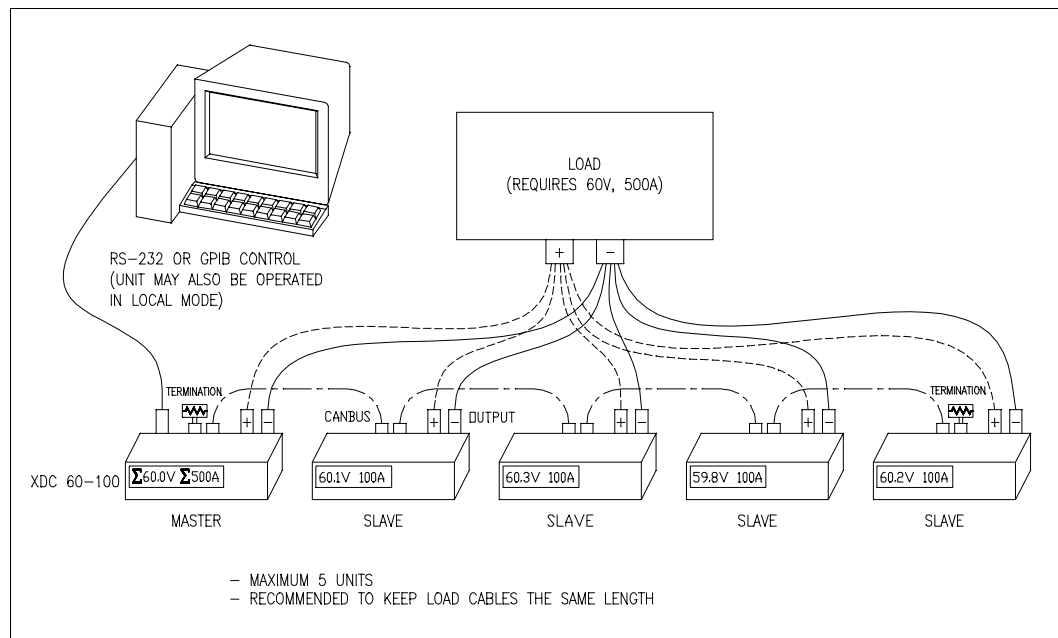 LOAD
(REQUIRES 60V, 500A)
+ -
RS-232 OR GPIB CONTROL
(UNIT MAY ALSO BE OPERATED
IN LOCAL MODE)
TERMINATION
TERMINATION
CANBUS
OUTPUT
+ -
+ -
+ -
+ -
+ -
XDC 60-100
Σ60.0V Σ500A
60.1V 100A
60.3V 100A
59.8V 100A
60.2V 100A
MASTER
SLAVE
SLAVE
SLAVE
SLAVE
- MAXIMUM 5 UNITS
- RECOMMENDED TO KEEP LOAD CABLES THE SAME LENGTH